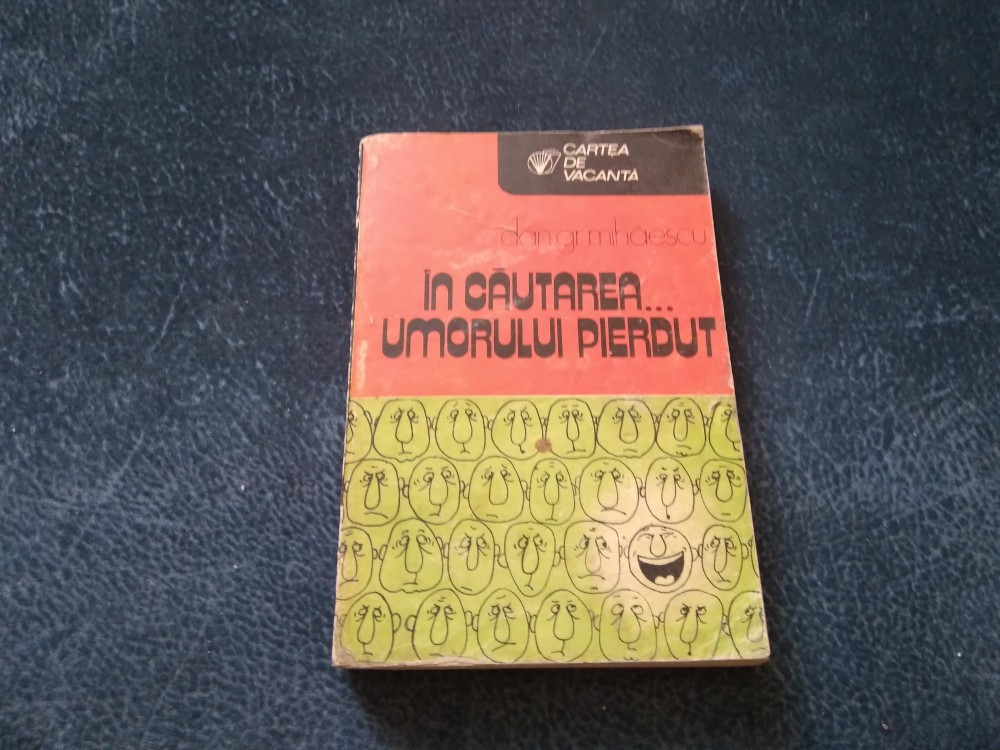 CARTEA
DE
VACANȚĂ
dan gr. mihăescu
ÎN CĂUTAREA...
UMORULUI PIERDUT